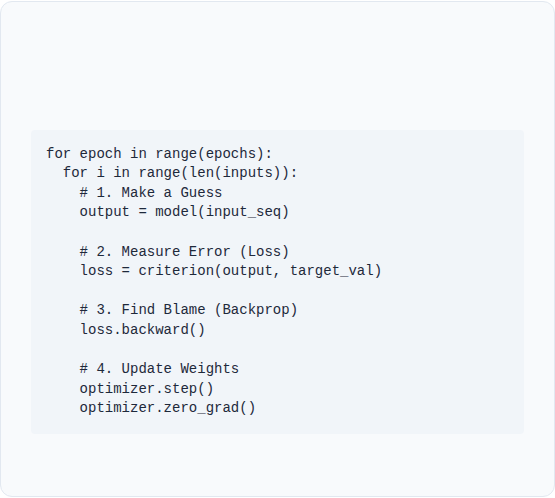 for epoch in range(epochs):
  for i in range(len(inputs)):
    # 1. Make a Guess
    output = model(input_seq)

    # 2. Measure Error (Loss)
    loss = criterion(output, target_val)

    # 3. Find Blame (Backprop)
    loss.backward()

    # 4. Update Weights
    optimizer.step()
    optimizer.zero_grad()